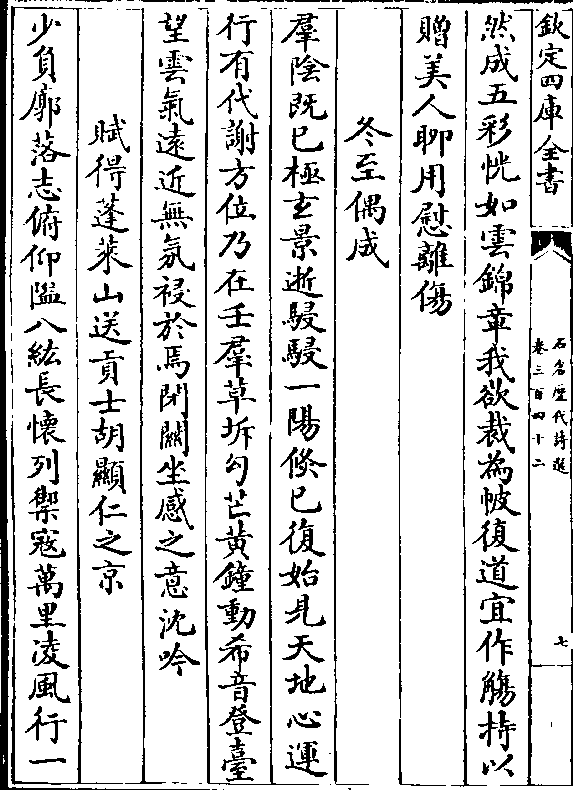 欽定四庫全書
石倉歷代詩選
卷三百四十二
七
然成五彩恍如雲錦章我欲裁為帔復道宜作觴持以
贈美人聊用慰離傷
冬至偶成
羣陰既已極玄景逝駸駸一陽倐已復始見天地心運
行有代謝方位乃在壬羣草坼勾芒黄鐘動希音登臺
望雲氣遠近無氛祲於焉閉關坐感之意沈吟
賦得蓬萊山送貢士胡顯仁之京
少負廓落志俯仰隘八紘長懷列禦寇萬里凌風行一